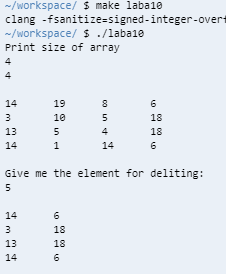 ~/workspace/ $ make laba10
clang -fsanitize=signed-integer-over
~/workspace/ $ ./laba10
Print size of array
4
4
14 19 8 6
3 10 5 18
13 5 4 18
14 1 14 6
Give me the element for deliting:
5
14 6
3 18
13 18
14 6